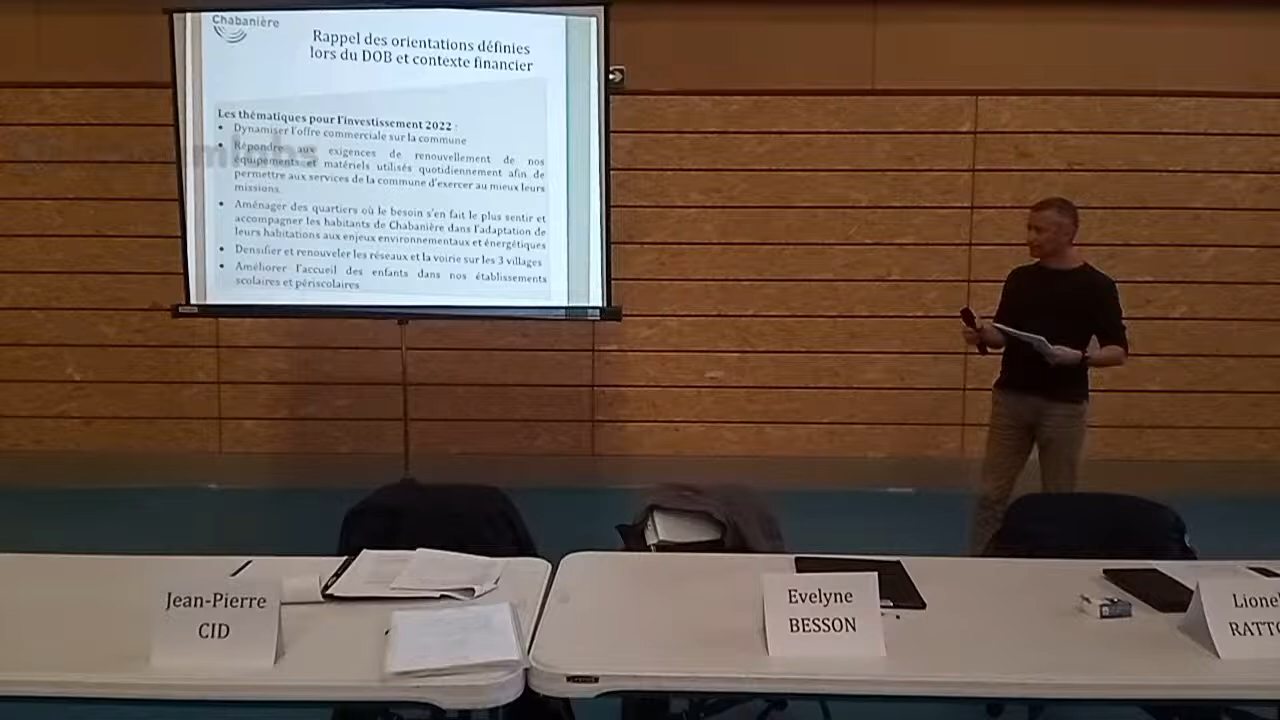 Chabanière
Rappel des orientations définies
lors du DOB et contexte financier
Les thématiques pour l'investissement 2022 :
• Dynamiser l'offre commerciale sur la commune
• Répondre aux exigences de renouvellement de nos
équipements et matériels utilisés quotidiennement afin de
permettre aux services de la commune d'exercer au mieux leurs
missions.
• Aménager des quartiers où le besoin s'en fait le plus sentir et
accompagner les habitants de Chabanière dans l'adaptation de
leurs habitations aux enjeux environnementaux et énergétiques
• Densifier et renouveler les réseaux et la voirie sur les 3 villages
• Améliorer l'accueil des enfants dans nos établissements
scolaires et périscolaires
Jean-Pierre
CID
Evelyne
BESSON
Lione
RATT